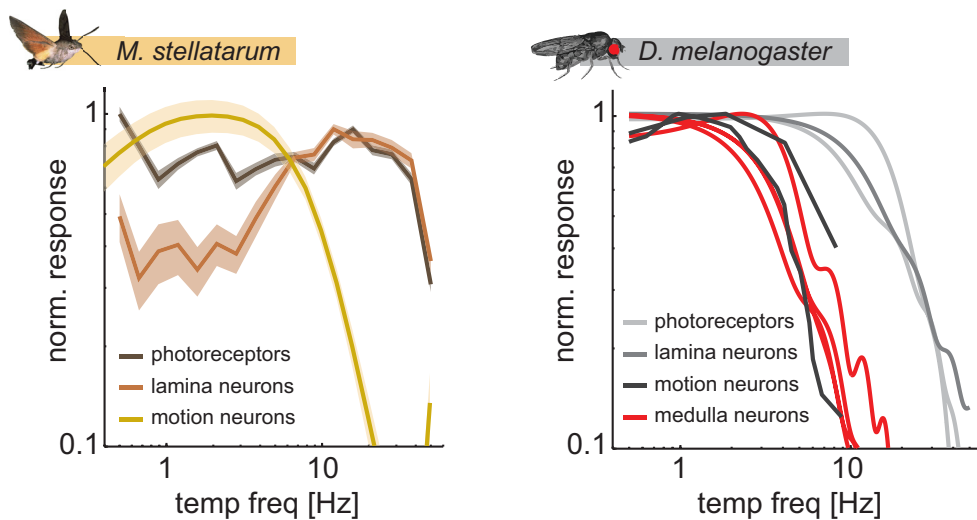 M. stellatarum
1
0.1
norm. response
photoreceptors
lamina neurons
motion neurons
1
10
temp freq [Hz]
D. melanogaster
1
0.1
norm. response
photoreceptors
lamina neurons
motion neurons
medulla neurons
1
10
temp freq [Hz]